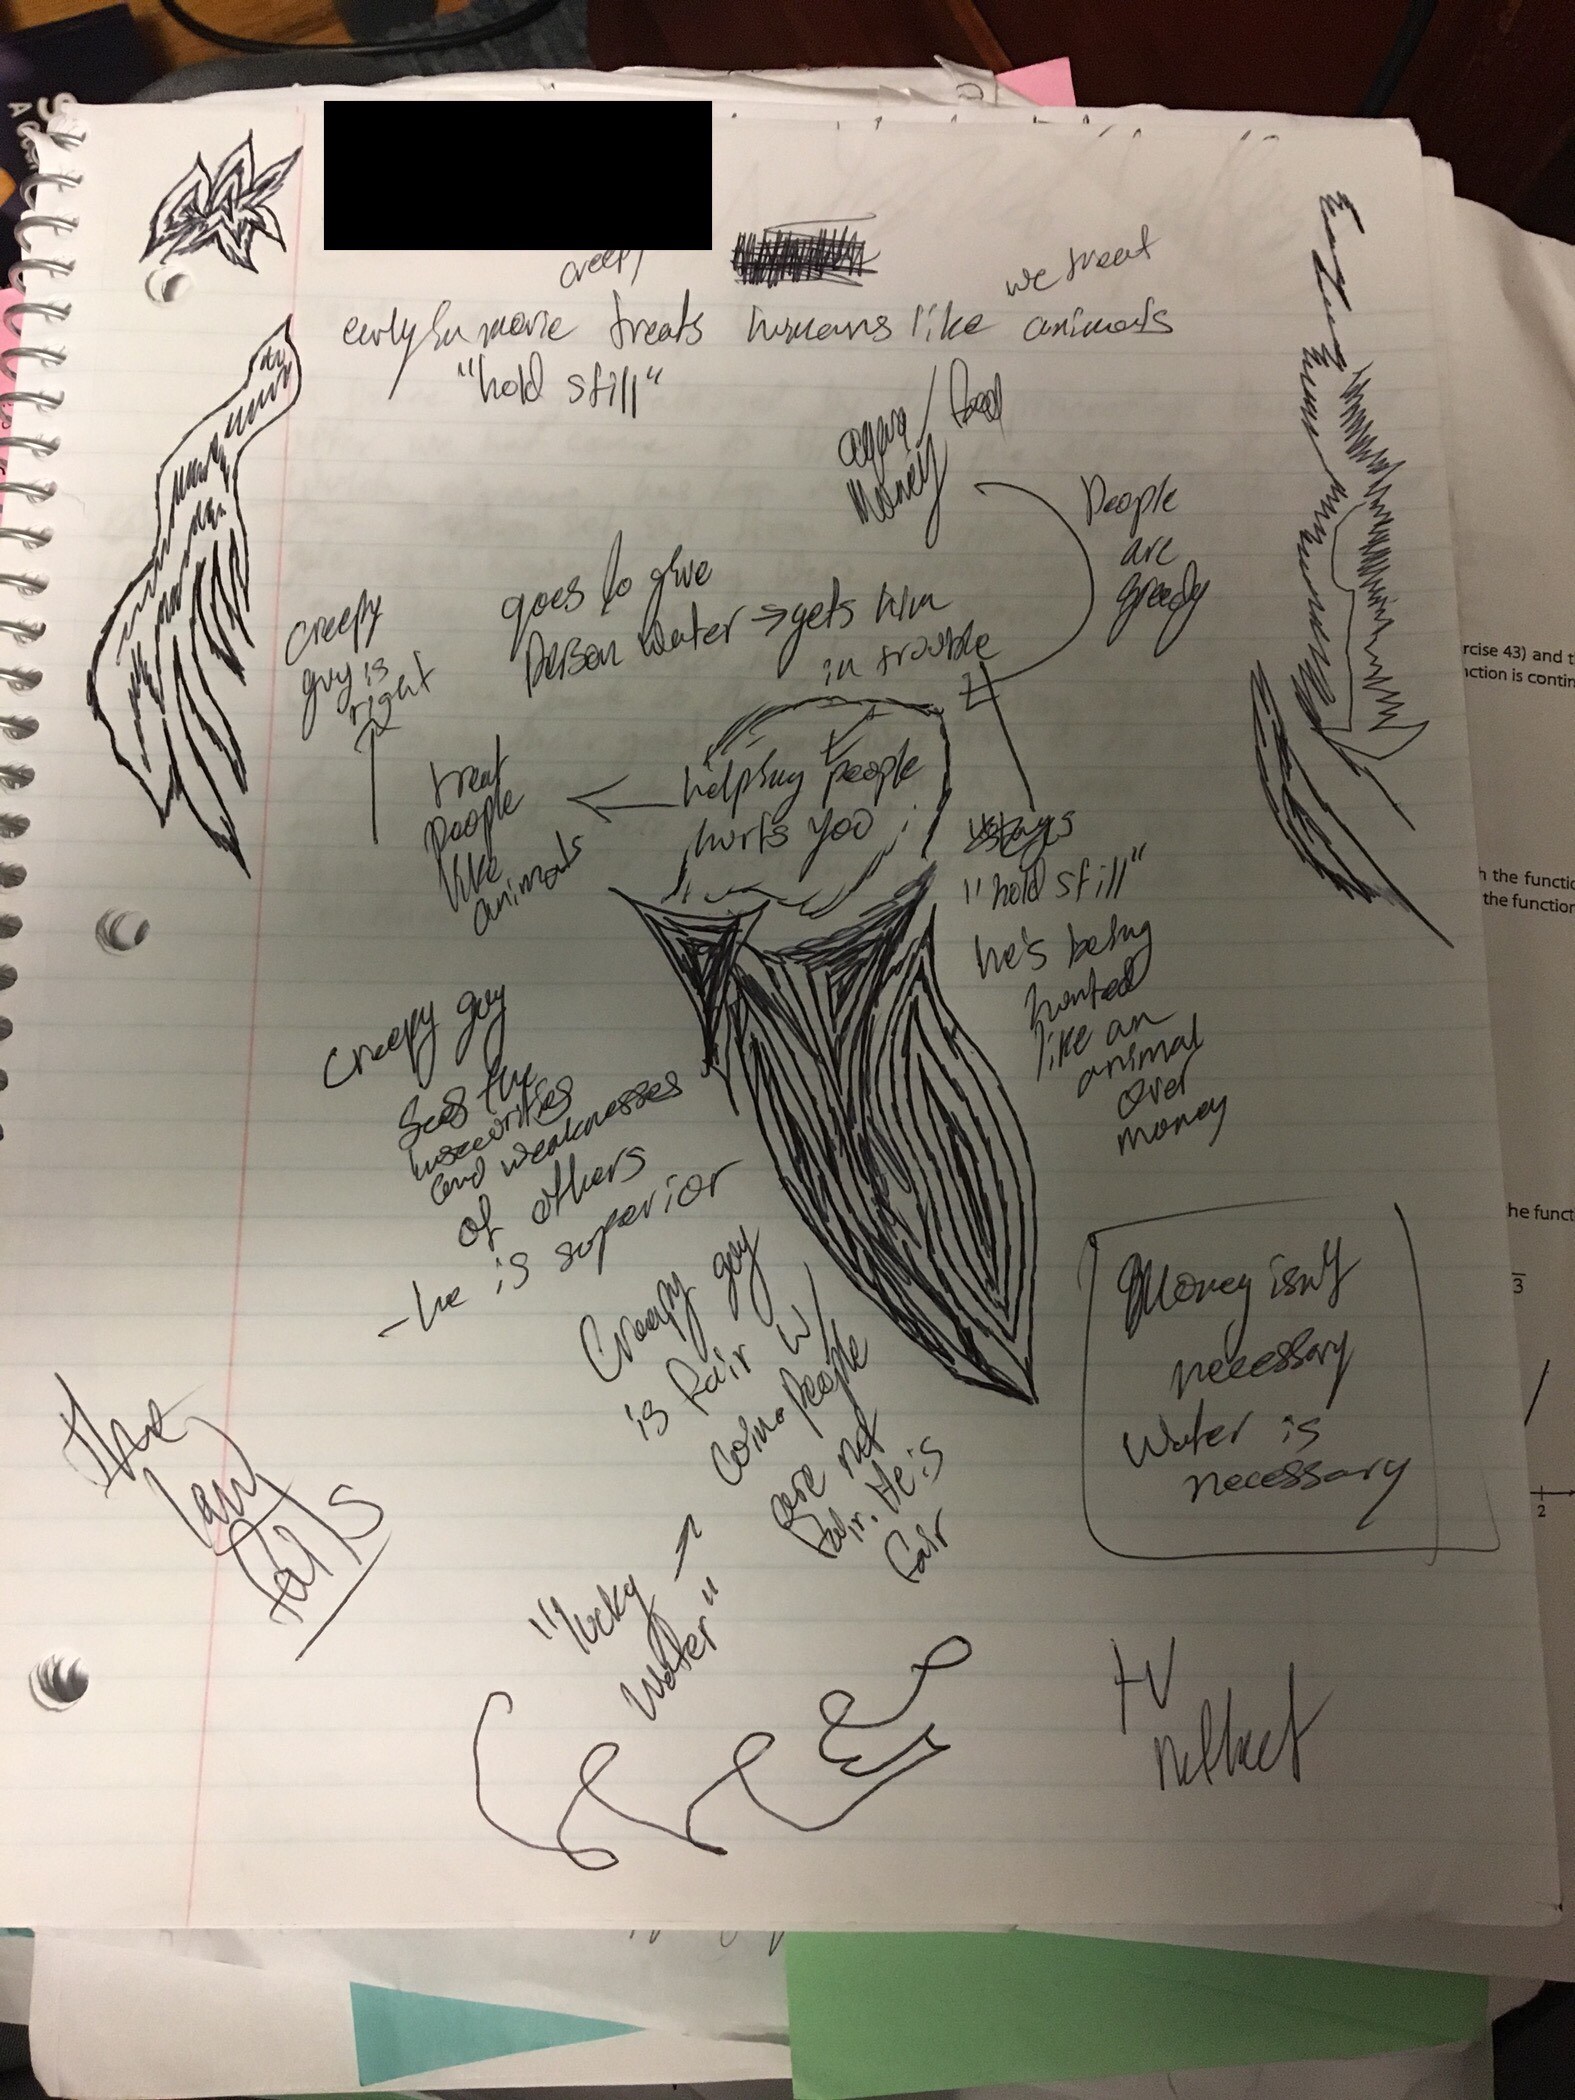 creepy
we treat
early in movie treats humans like animals
"hold still"
again / food
money
People
are
greedy
goes to give
person water → gets him
in trouble
creepy
guy is
right
treat
people
like
animals
helping people
hurts you
"hold still"
he's being
hunted
like an
animal
over
money
creepy guy
sees the
insecurities
and weaknesses
of others
- he is superior
Creepy guy
is fair w/
coin. People
are not
fair. He is
fair
Money isn't
necessary
Water is
necessary
The
law
fails
"lucky →
water"
tv
reflect
rcise 43) and t
nction is contin
h the functio
the function
he funct
3
2